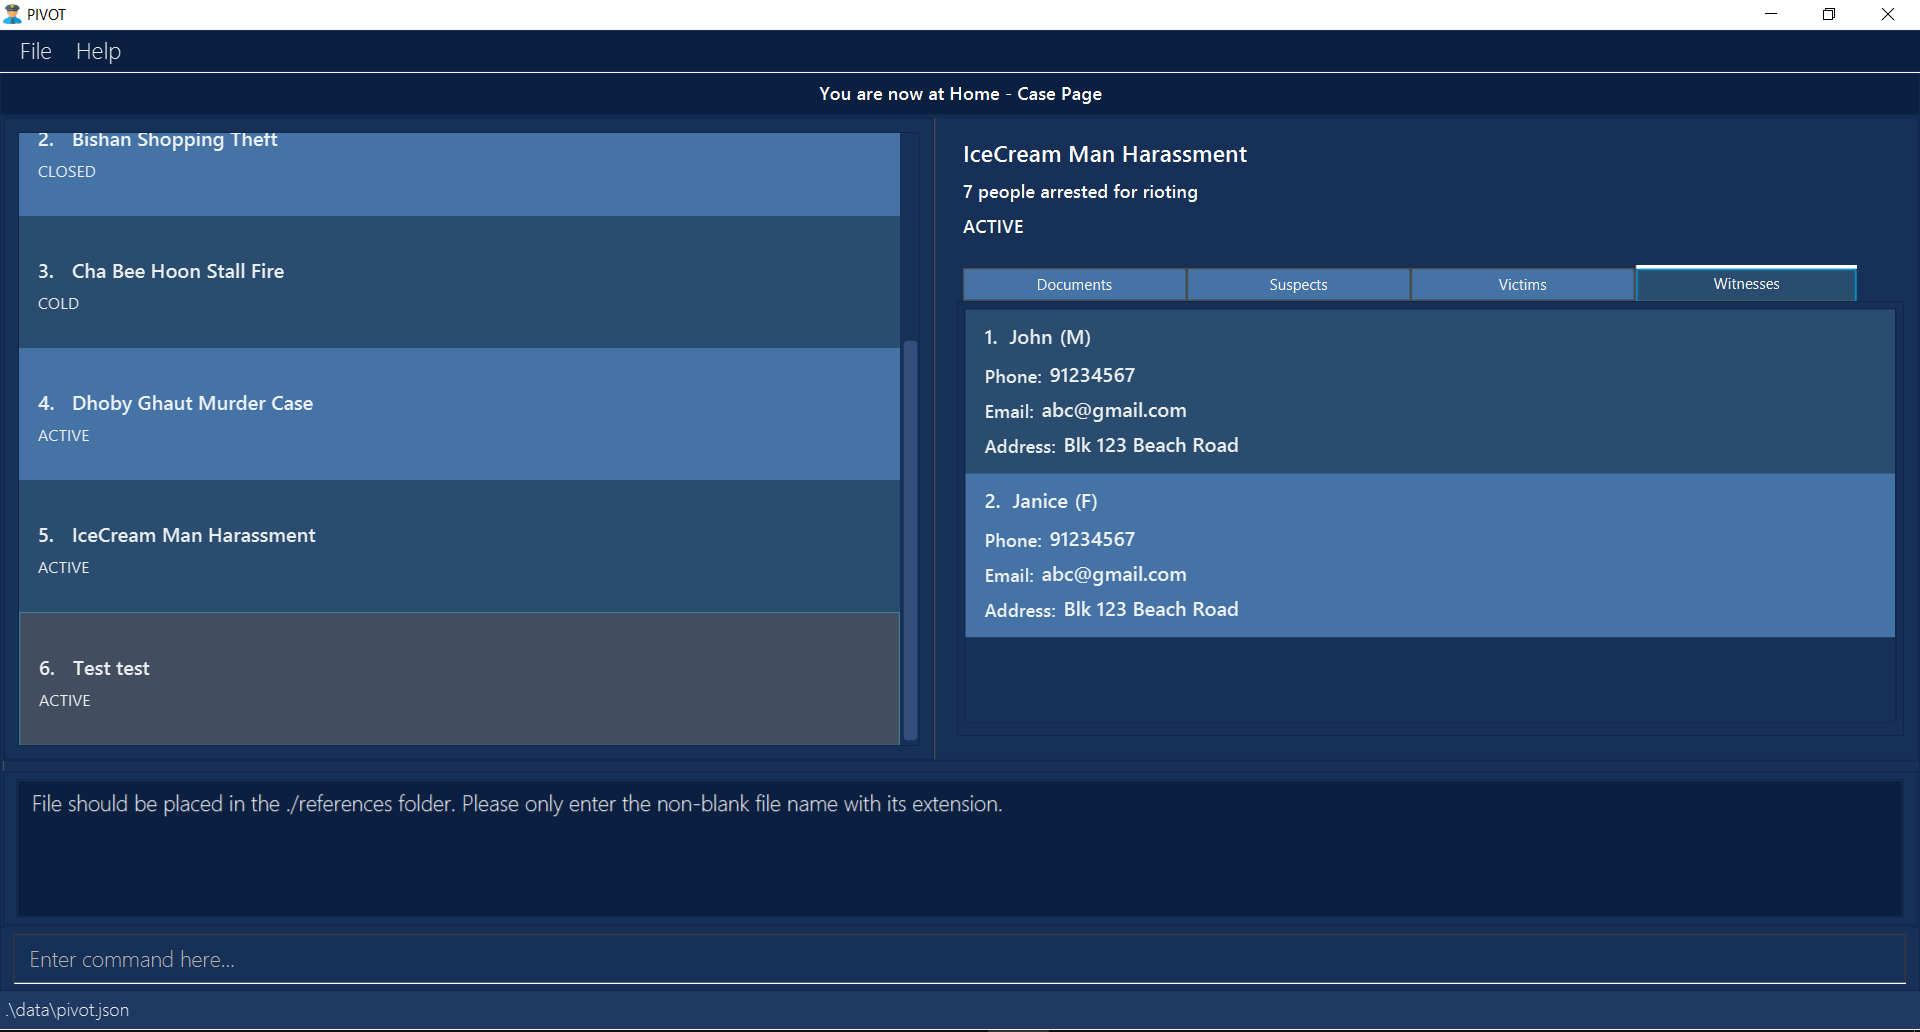 PIVOT
File Help
You are now at Home - Case Page
2. Bishan Shopping Theft
CLOSED
3. Cha Bee Hoon Stall Fire
COLD
4. Dhoby Ghaut Murder Case
ACTIVE
5. IceCream Man Harassment
ACTIVE
6. Test test
ACTIVE
IceCream Man Harassment
7 people arrested for rioting
ACTIVE
Documents Suspects Victims Witnesses
1. John (M)
Phone: 91234567
Email: abc@gmail.com
Address: Blk 123 Beach Road
2. Janice (F)
Phone: 91234567
Email: abc@gmail.com
Address: Blk 123 Beach Road
File should be placed in the ./references folder. Please only enter the non-blank file name with its extension.
Enter command here...
.\data\pivot.json